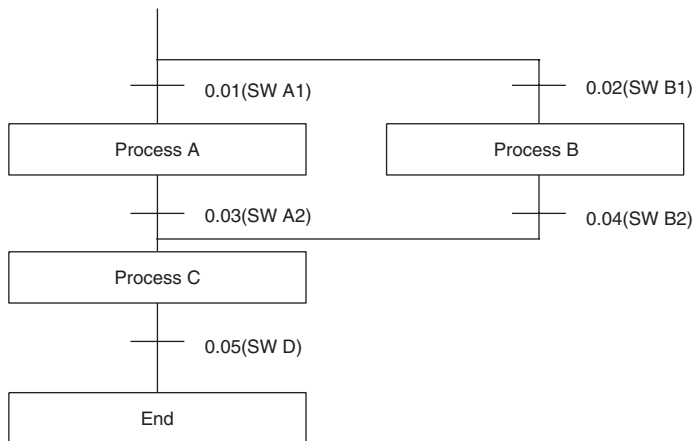 0.01(SW A1)
0.02(SW B1)
Process A
Process B
0.03(SW A2)
0.04(SW B2)
Process C
0.05(SW D)
End